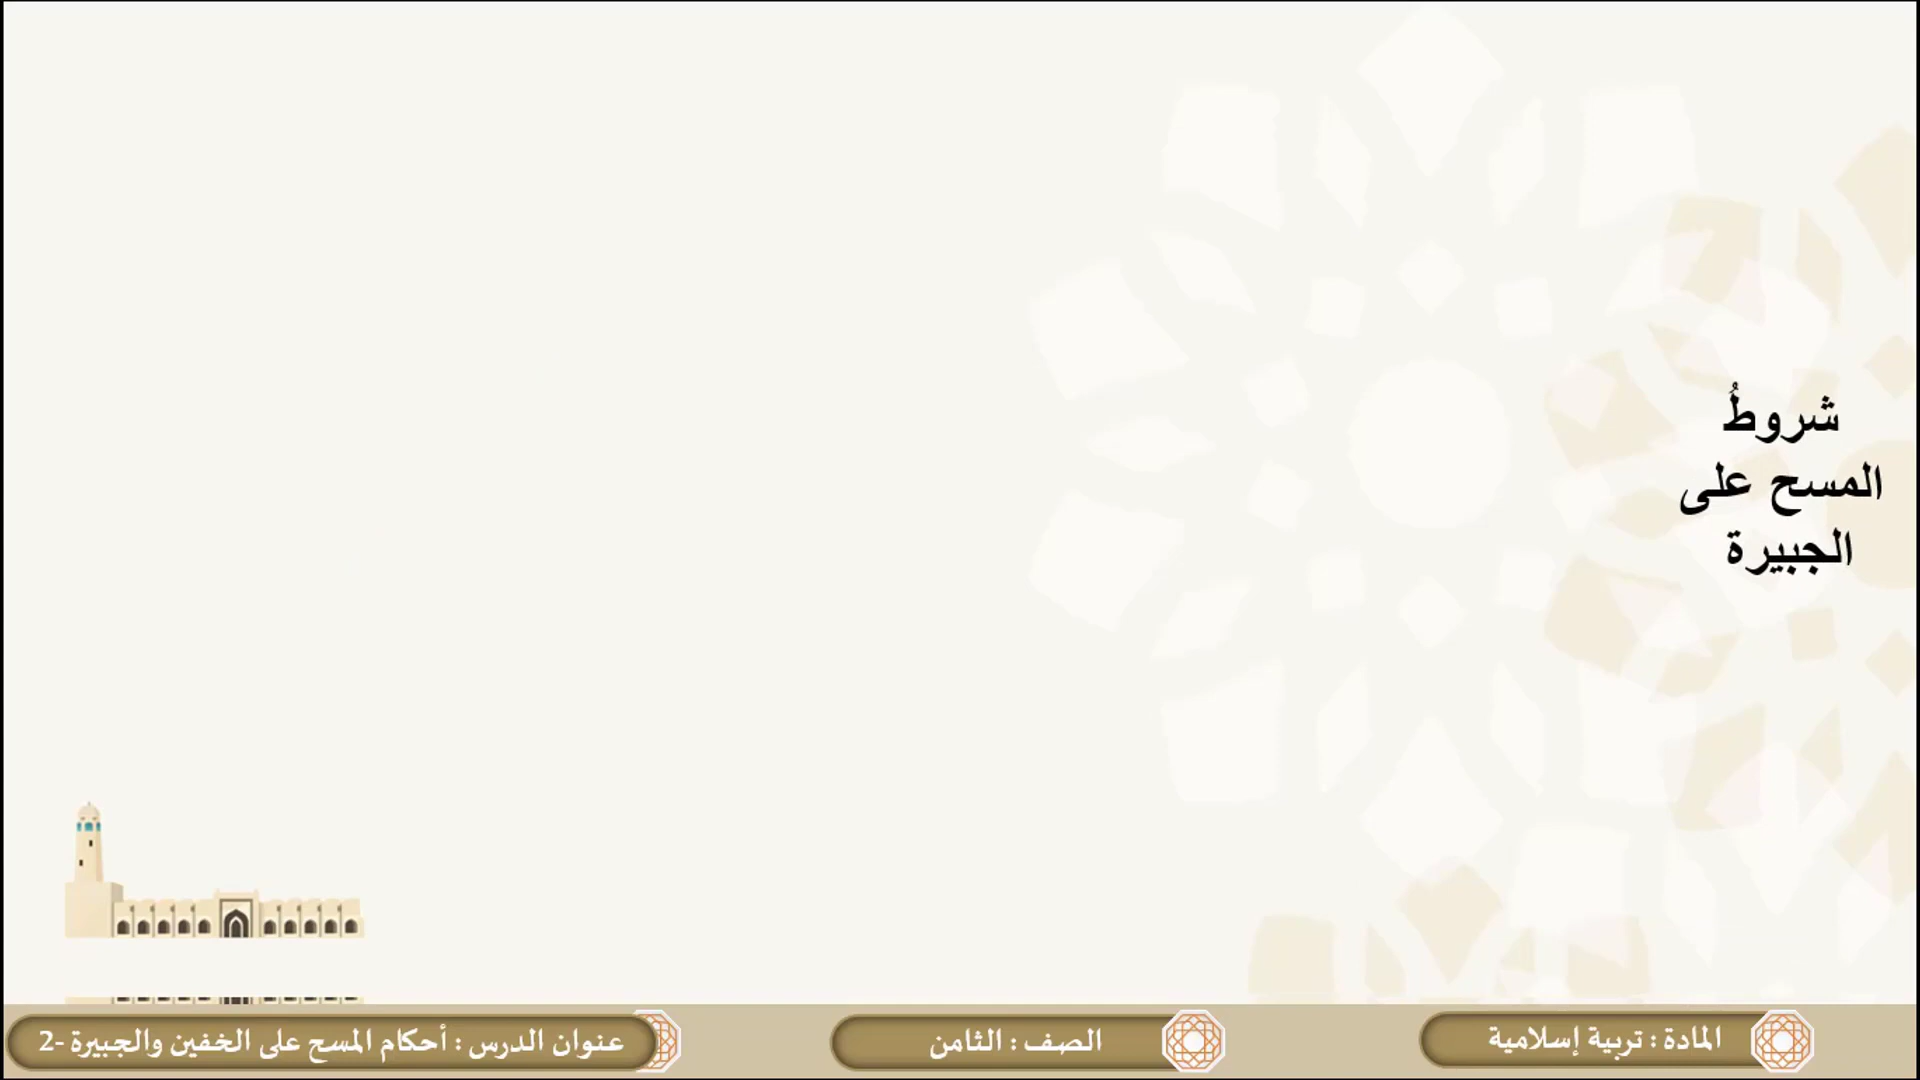 شروطُ
المسح على
الجبيرة
المادة : تربية إسلامية
الصف : الثامن
عنوان الدرس : أحكام المسح على الخفين والجبيرة -2